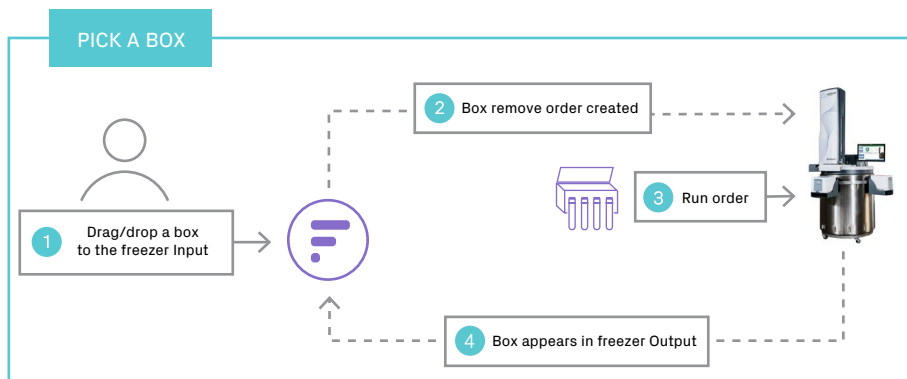 PICK A BOX
2 Box remove order created
3 Run order
1 Drag/drop a box
to the freezer Input
4 Box appears in freezer Output